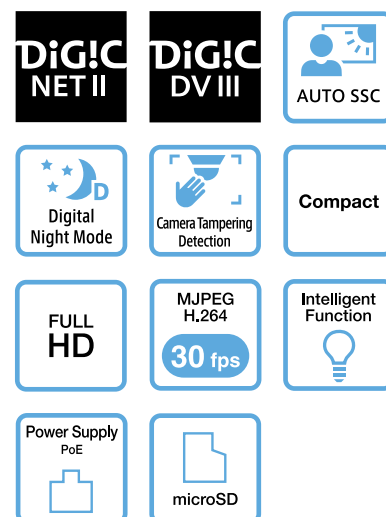 DiG!C
NET II
DiG!C
DV III
AUTO SSC
D
Digital
Night Mode
Camera Tampering
Detection
Compact
FULL
HD
MJPEG
H.264
30 fps
Intelligent
Function
Power Supply
PoE
microSD